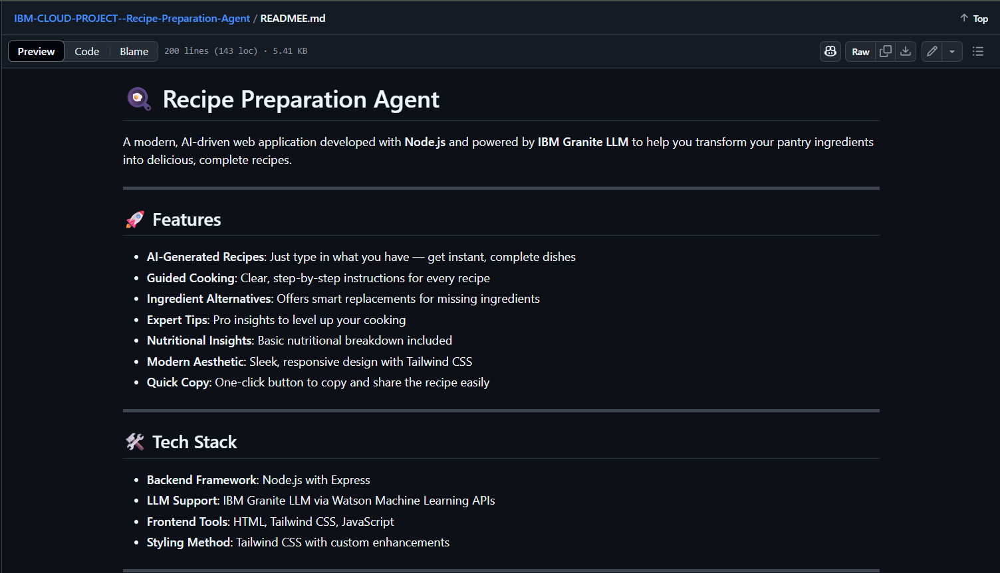 IBM-CLOUD-PROJECT--Recipe-Preparation-Agent / READMEE.md
Top
Preview
Code
Blame
200 lines (143 loc) · 5.41 KB
Raw
Recipe Preparation Agent
A modern, AI-driven web application developed with Node.js and powered by IBM Granite LLM to help you transform your pantry ingredients
into delicious, complete recipes.
Features
AI-Generated Recipes: Just type in what you have — get instant, complete dishes
Guided Cooking: Clear, step-by-step instructions for every recipe
Ingredient Alternatives: Offers smart replacements for missing ingredients
Expert Tips: Pro insights to level up your cooking
Nutritional Insights: Basic nutritional breakdown included
Modern Aesthetic: Sleek, responsive design with Tailwind CSS
Quick Copy: One-click button to copy and share the recipe easily
Tech Stack
Backend Framework: Node.js with Express
LLM Support: IBM Granite LLM via Watson Machine Learning APIs
Frontend Tools: HTML, Tailwind CSS, JavaScript
Styling Method: Tailwind CSS with custom enhancements